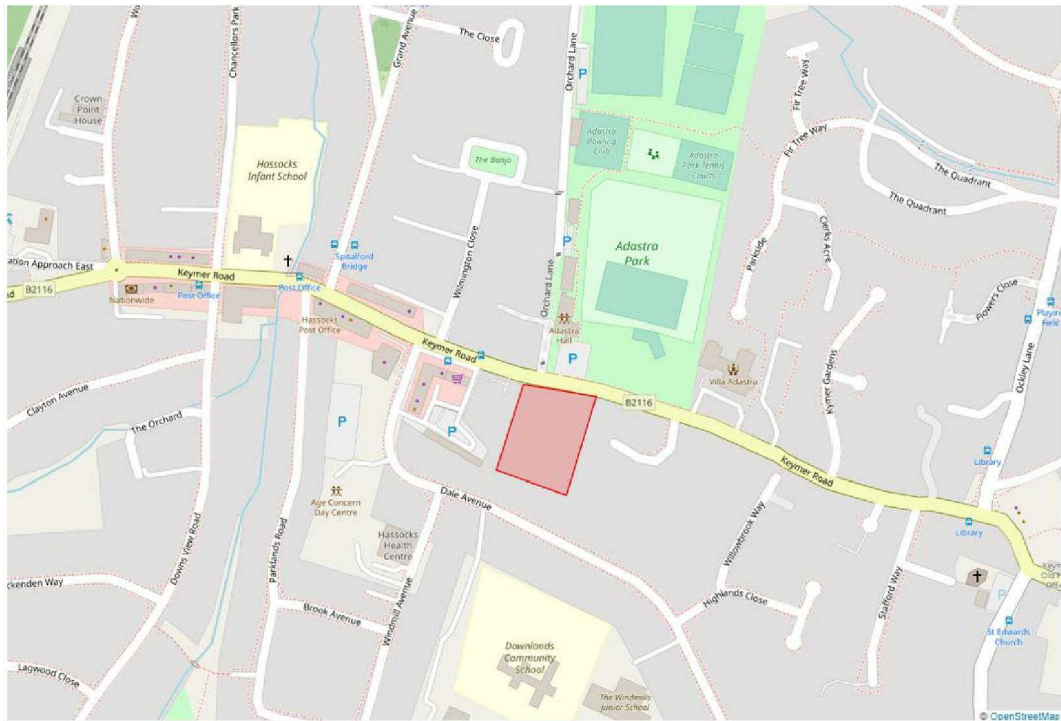 The Close
Grand Avenue
Chancellors Park
Orchard Lane
P
Crown
Point
House
Hassocks
Infant School
The Banjo
Adastra
Bowling
Club
Adastra
Park Tennis
Courts
Fir Tree Way
Fir Tree Way
The Quadrant
The Quadrant
Clerks Acre
Parkside
Adastra
Park
Wilmington Close
Orchard Lane
P
Spitalford
Bridge
Keymer Road
B2116
Nationwide
Post Office
Post Office
Hassocks
Post Office
Keymer Road
Adastra
Hall
P
Flowers Close
Ockley Lane
Villa Adastra
Kymer Gardens
B2116
Clayton Avenue
The Orchard
P
P
Keymer Road
Library
Library
Age Concern
Day Centre
Dale Avenue
Hassocks
Health
Centre
Downs View Road
Parklands Road
Windmill Avenue
Willowbrook Way
Highlands Close
Stafford Way
Brook Avenue
P
St Edwards
Church
Downlands
Community
School
The Windmills
Junior School
Lagwood Close
© OpenStreetMap